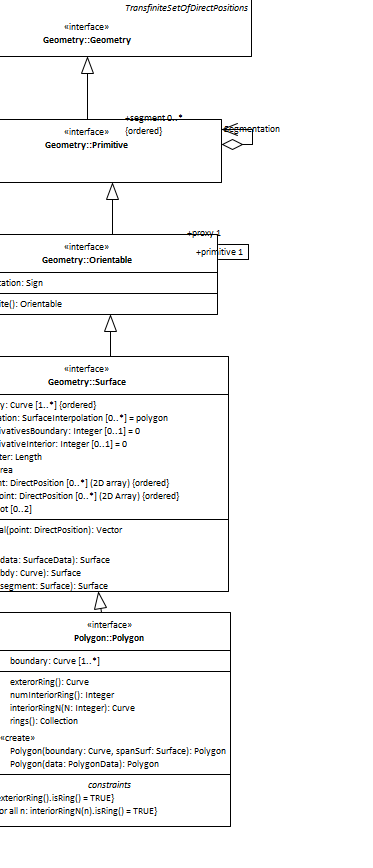 TransfiniteSetOfDirectPositions
«interface»
Geometry::Geometry
+segment 0..*
«interface»
{ordered}
Segmentation
Geometry::Primitive
+proxy 1
«interface»
+primitive 1
Geometry::Orientable
tation: Sign
ite(): Orientable
«interface»
Geometry::Surface
y: Curve [1..*] {ordered}
ation: SurfaceInterpolation [0..*] = polygon
ivativesBoundary: Integer [0..1] = 0
ivativeInterior: Integer [0..1] = 0
ter: Length
rea
nt: DirectPosition [0..*] (2D array) {ordered}
oint: DirectPosition [0..*] (2D Array) {ordered}
ot [0..2]
al(point: DirectPosition): Vector
data: SurfaceData): Surface
bdy: Curve): Surface
segment: Surface): Surface
«interface»
Polygon::Polygon
boundary: Curve [1..*]
exterorRing(): Curve
numInteriorRing(): Integer
interiorRingN(N: Integer): Curve
rings(): Collection
«create»
Polygon(boundary: Curve, spanSurf: Surface): Polygon
Polygon(data: PolygonData): Polygon
constraints
xteriorRing().isRing() = TRUE}
or all n: interiorRingN(n).isRing() = TRUE}